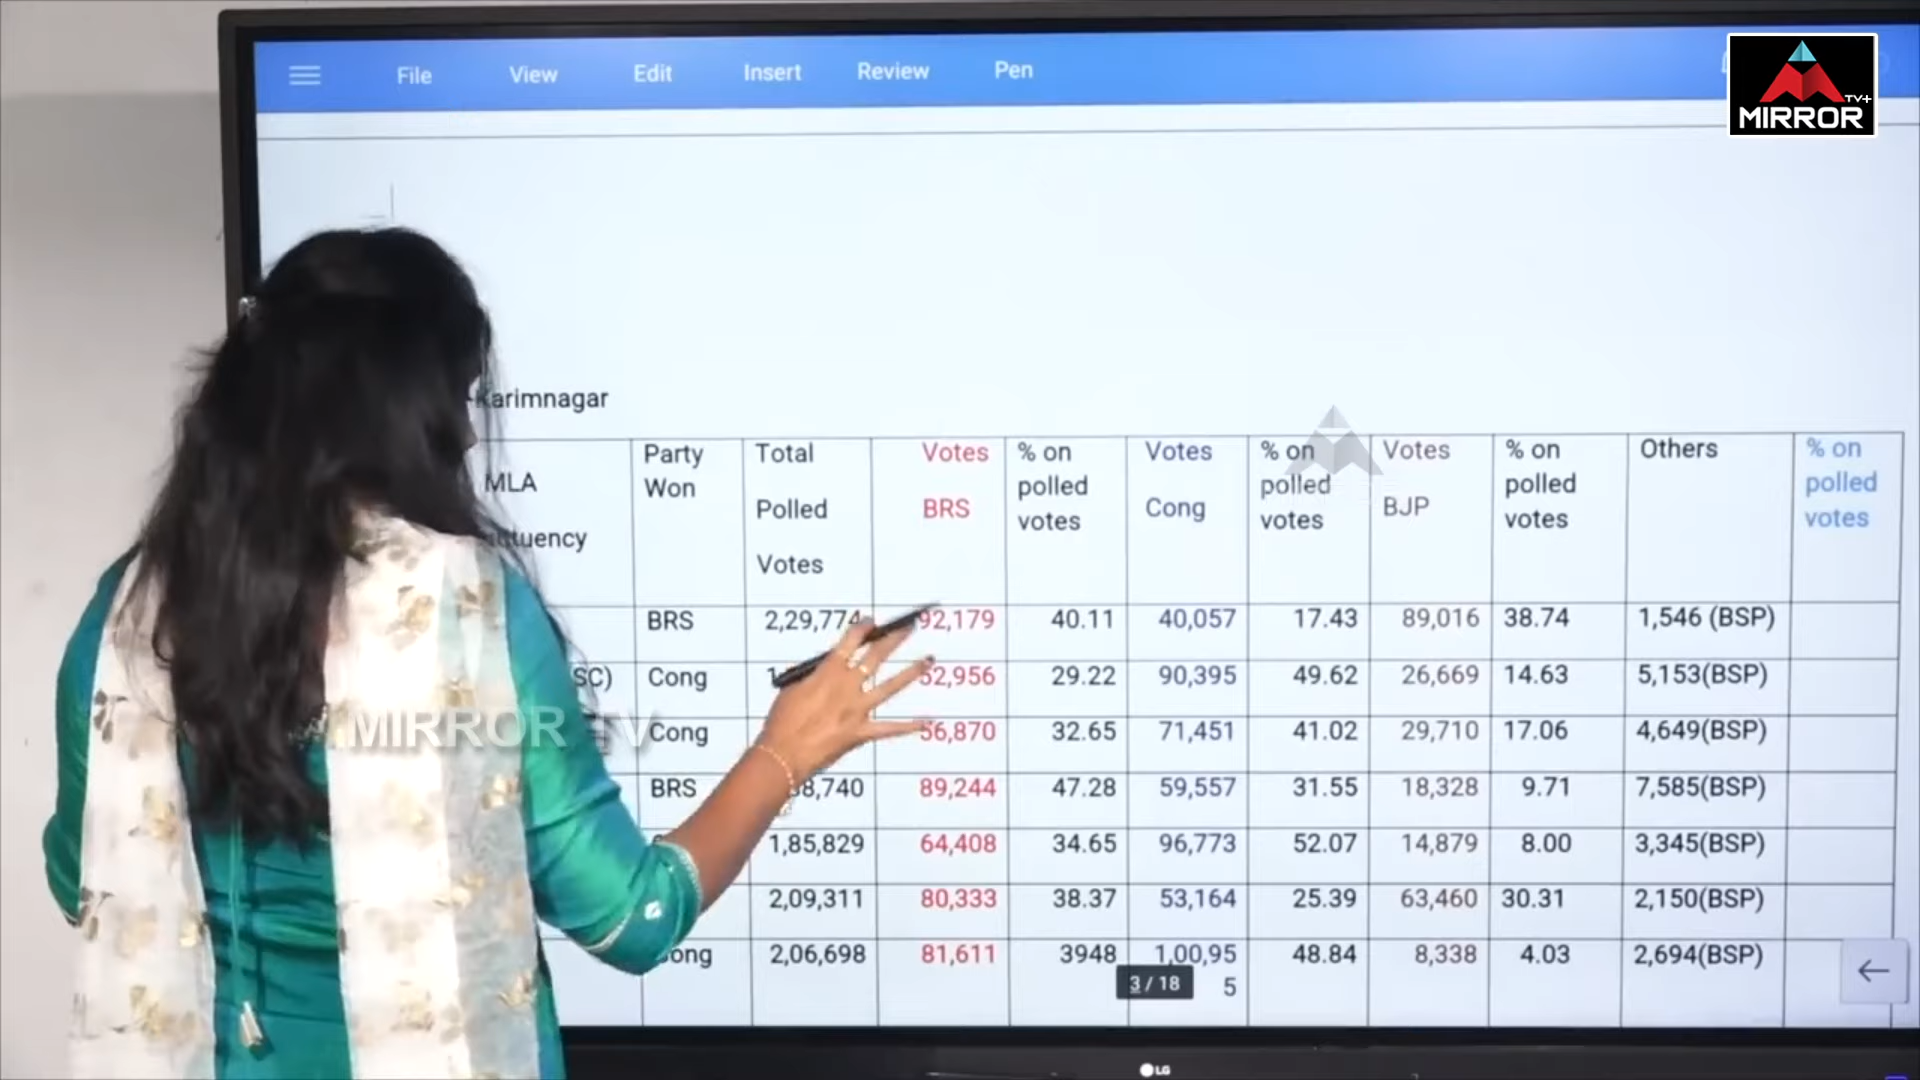 File View Edit Insert Review Pen
TV+
MIRROR
Karimnagar
MLA Party Won Total Polled Votes Votes BRS % on polled votes Votes Cong % on polled votes Votes BJP % on polled votes Others % on polled votes
BRS 2,29,774 92,179 40.11 40,057 17.43 89,016 38.74 1,546 (BSP)
SC) Cong 52,956 29.22 90,395 49.62 26,669 14.63 5,153(BSP)
Cong 56,870 32.65 71,451 41.02 29,710 17.06 4,649(BSP)
BRS 8,740 89,244 47.28 59,557 31.55 18,328 9.71 7,585(BSP)
1,85,829 64,408 34.65 96,773 52.07 14,879 8.00 3,345(BSP)
2,09,311 80,333 38.37 53,164 25.39 63,460 30.31 2,150(BSP)
Cong 2,06,698 81,611 3948 1,00,95 48.84 8,338 4.03 2,694(BSP)
5
3 / 18
MIRROR TV
LG